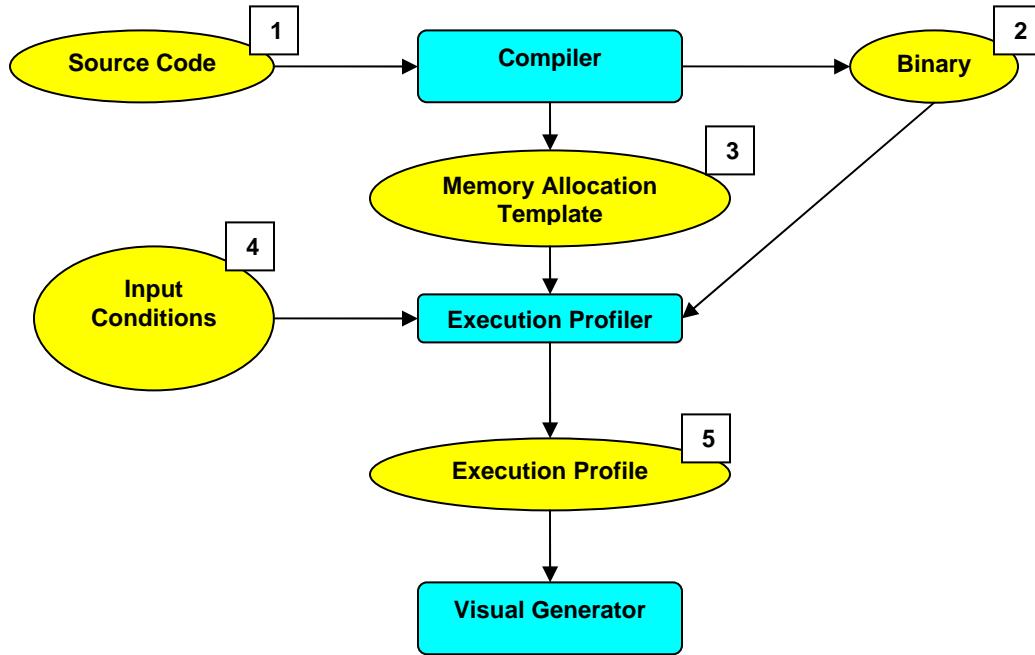 1
2
Source Code
Compiler
Binary
3
Memory Allocation
Template
4
Input
Conditions
Execution Profiler
5
Execution Profile
Visual Generator